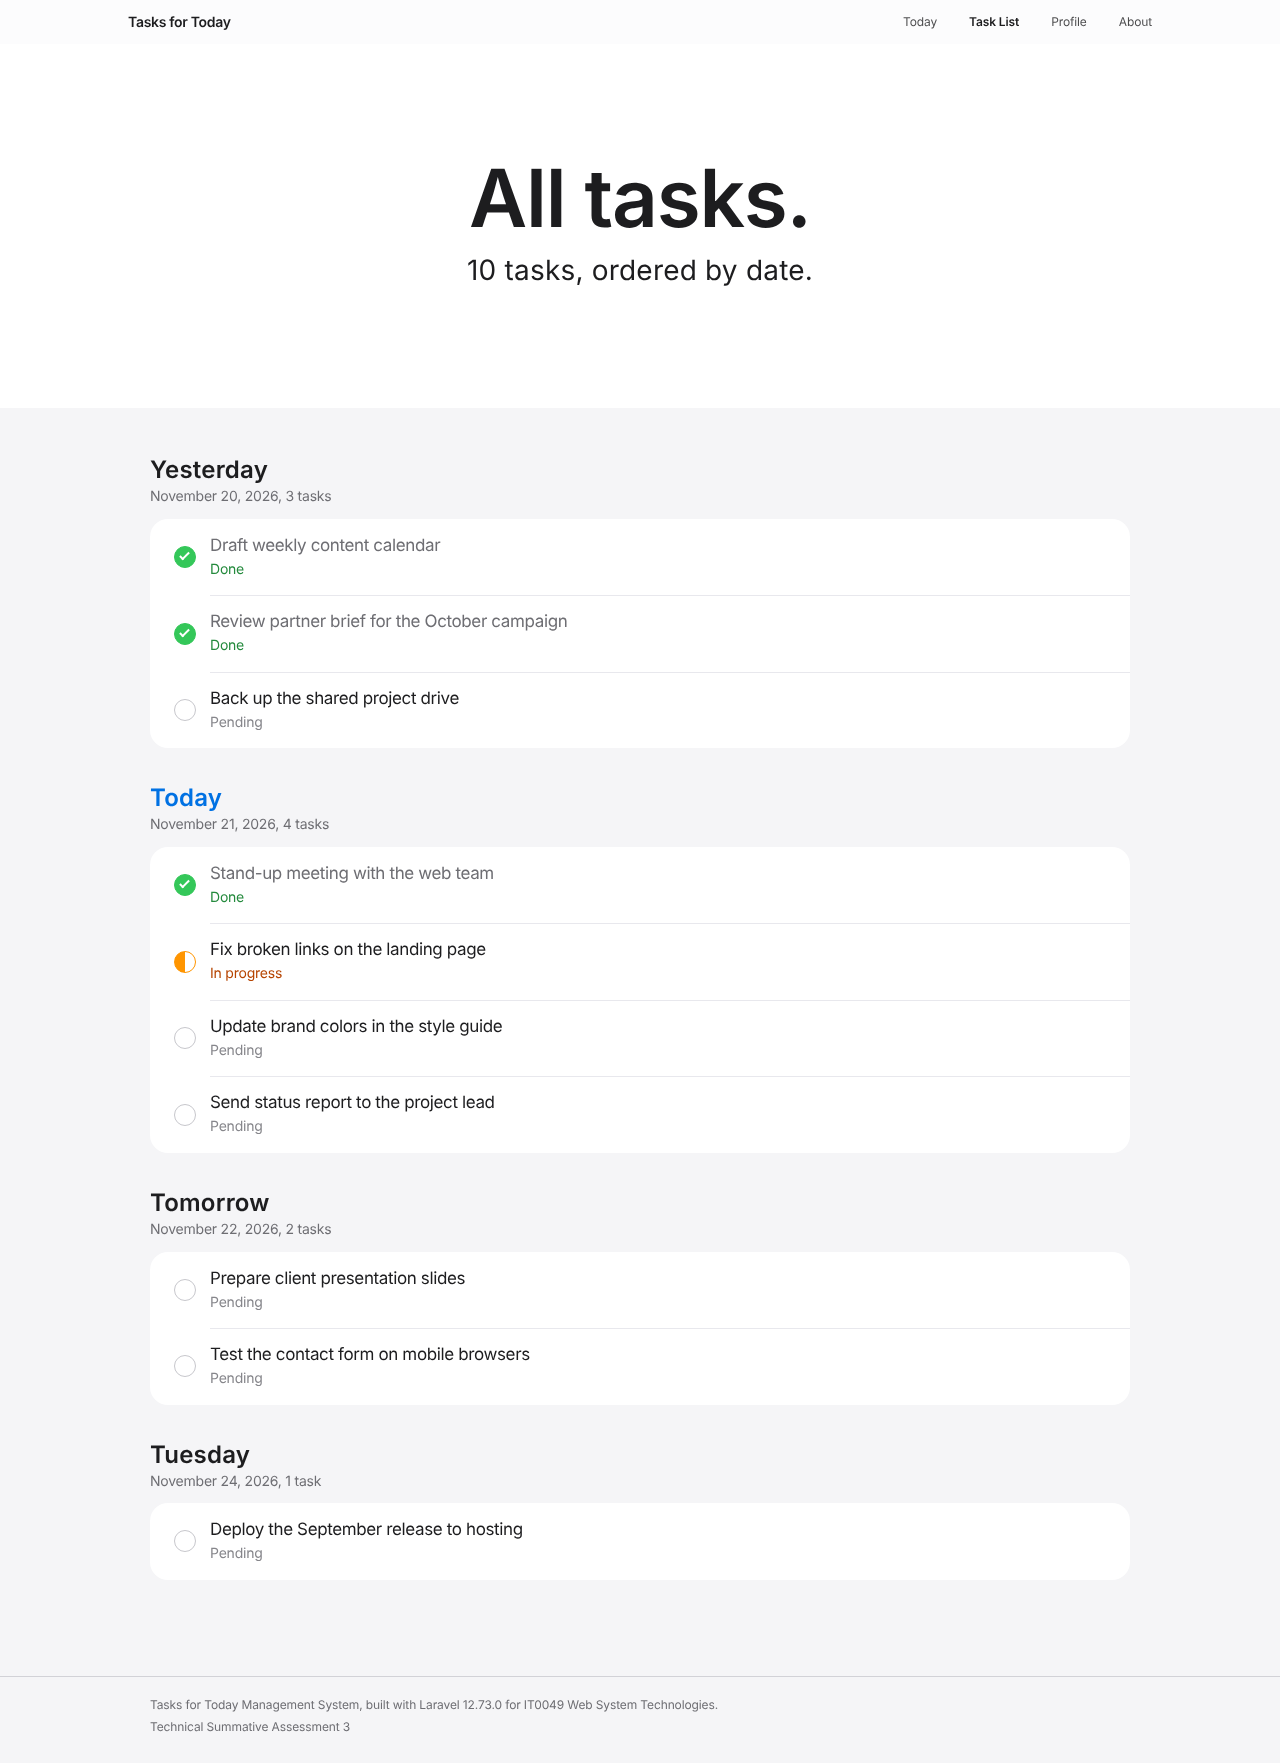 Tasks for Today
Today
Task List
Profile
About
All tasks.
10 tasks, ordered by date.
Yesterday
November 20, 2026, 3 tasks
Draft weekly content calendar
Done
Review partner brief for the October campaign
Done
Back up the shared project drive
Pending
Today
November 21, 2026, 4 tasks
Stand-up meeting with the web team
Done
Fix broken links on the landing page
In progress
Update brand colors in the style guide
Pending
Send status report to the project lead
Pending
Tomorrow
November 22, 2026, 2 tasks
Prepare client presentation slides
Pending
Test the contact form on mobile browsers
Pending
Tuesday
November 24, 2026, 1 task
Deploy the September release to hosting
Pending
Tasks for Today Management System, built with Laravel 12.73.0 for IT0049 Web System Technologies.
Technical Summative Assessment 3